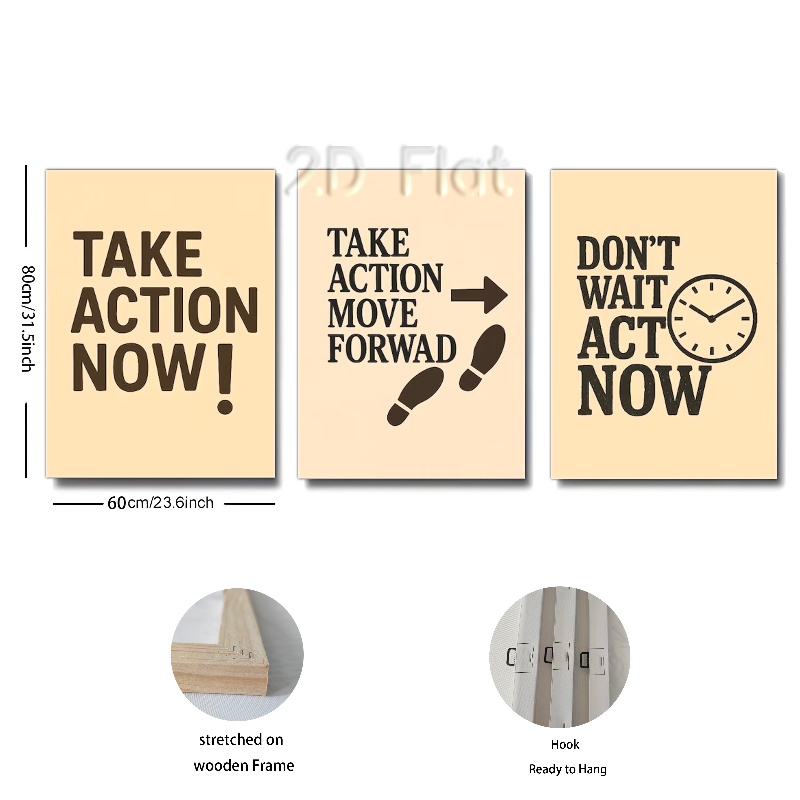 2D Flat
TAKE
ACTION
NOW!
TAKE
ACTION
MOVE
FORWAD
DON'T
WAIT
ACT
NOW
80cm/31.5inch
60cm/23.6inch
stretched on
wooden Frame
Hook
Ready to Hang